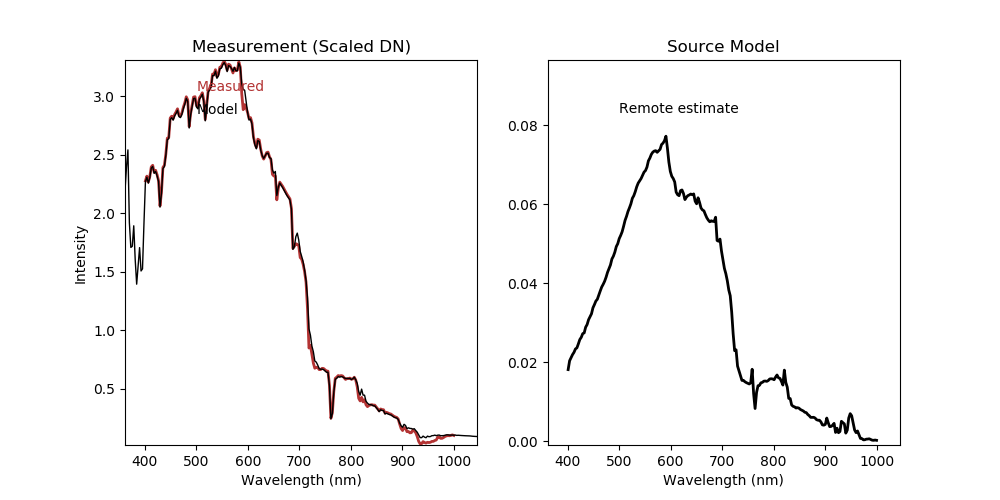 Measurement (Scaled DN)
Measured
Model
Intensity
3.0
2.5
2.0
1.5
1.0
0.5
400 500 600 700 800 900 1000
Wavelength (nm)
Source Model
Remote estimate
0.08
0.06
0.04
0.02
0.00
400 500 600 700 800 900 1000
Wavelength (nm)